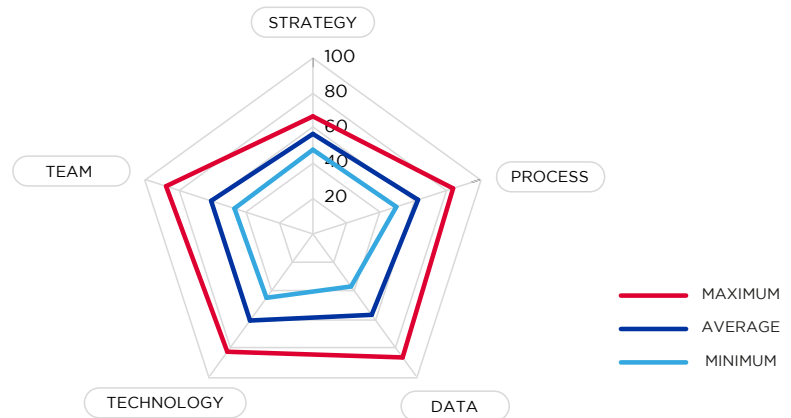 STRATEGY
100
80
60
40
20
TEAM
PROCESS
MAXIMUM
AVERAGE
MINIMUM
TECHNOLOGY
DATA